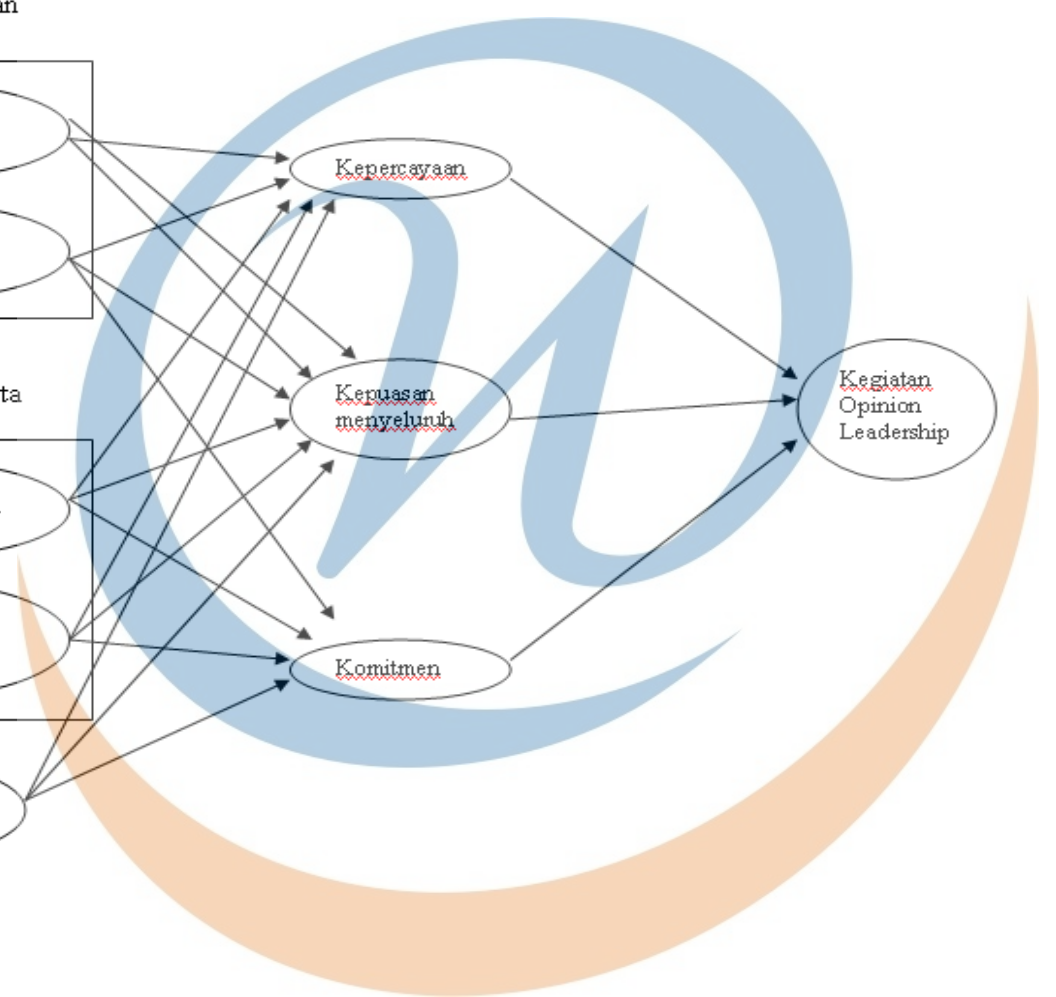 an
Kepercayaan
ta
Kepuasan
menyeluruh
Kegiatan
Opinion
Leadership
Komitmen